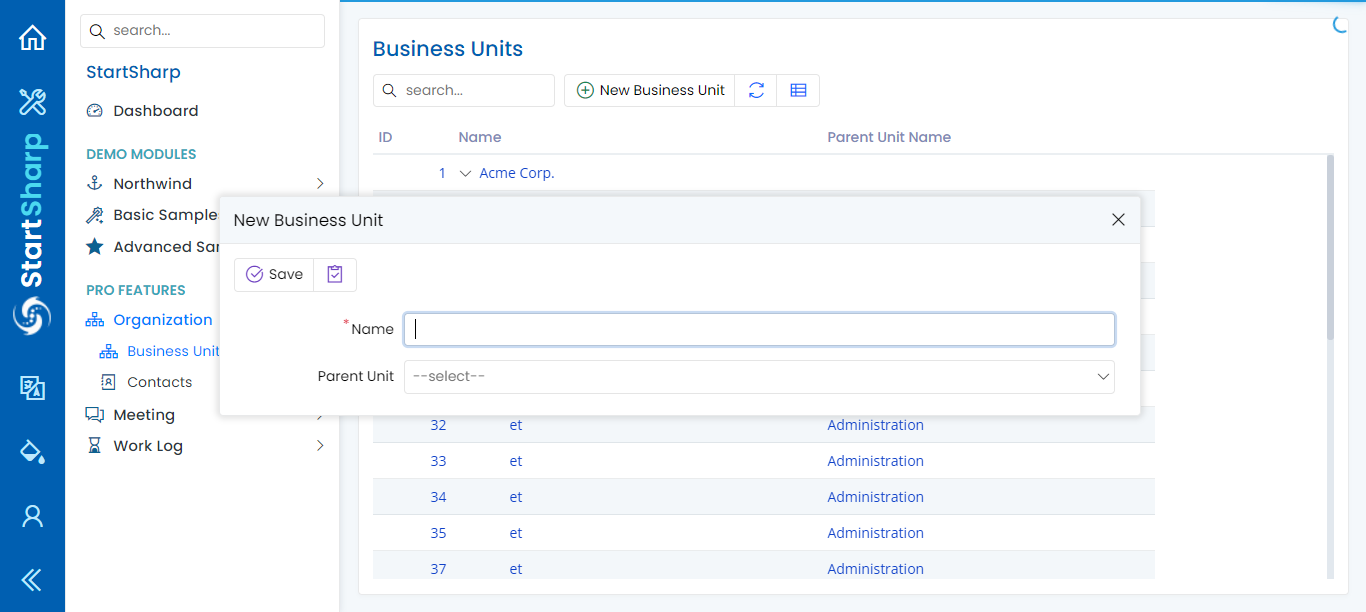 StartSharp
search...
StartSharp
Dashboard
DEMO MODULES
Northwind
Basic Sample
Advanced Sar
PRO FEATURES
Organization
Business Unit
Contacts
Meeting
Work Log
Business Units
search...
New Business Unit
ID Name Parent Unit Name
1 Acme Corp.
New Business Unit
Save
* Name
Parent Unit --select--
32 et Administration
33 et Administration
34 et Administration
35 et Administration
37 et Administration